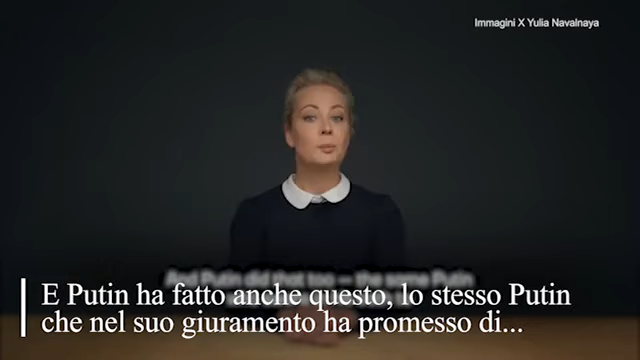 Immagini X Yulia Navalnaya
And Putin did that too — the same Putin
E Putin ha fatto anche questo, lo stesso Putin
che nel suo giuramento ha promesso di...